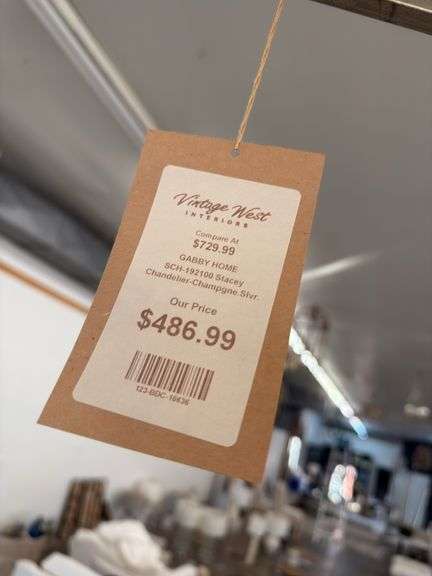 Vintage West
INTERIORS
Compare At
$729.99
GABBY HOME
SCH-192100 Stacey
Chandelier-Champgne Slvr.
Our Price
$486.99
123-BDC-16636